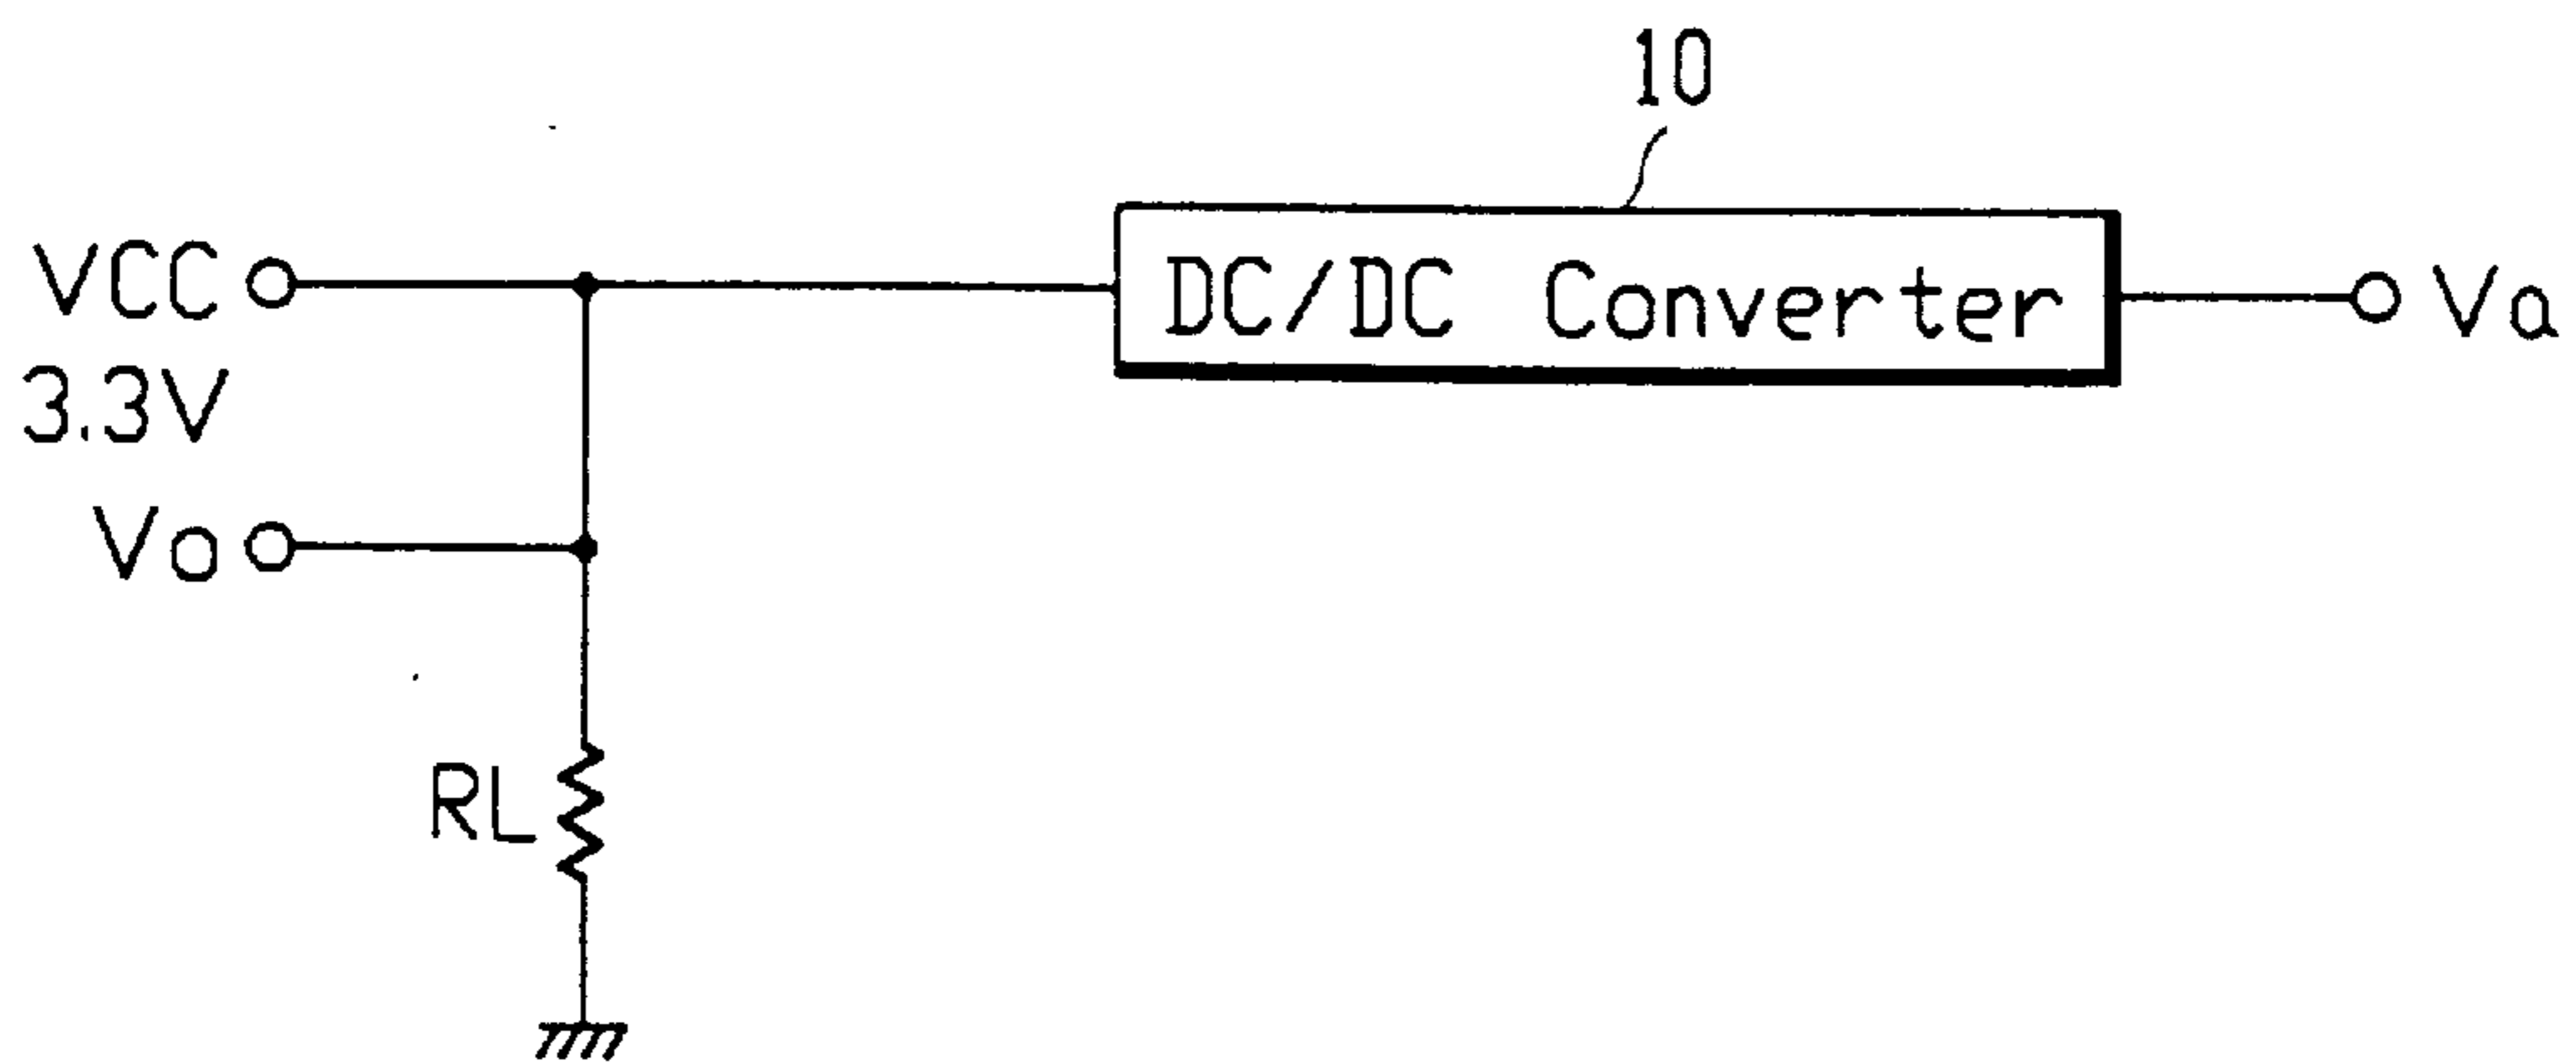 10
VCC
DC/DC Converter
Va
3.3V
Vo
RL